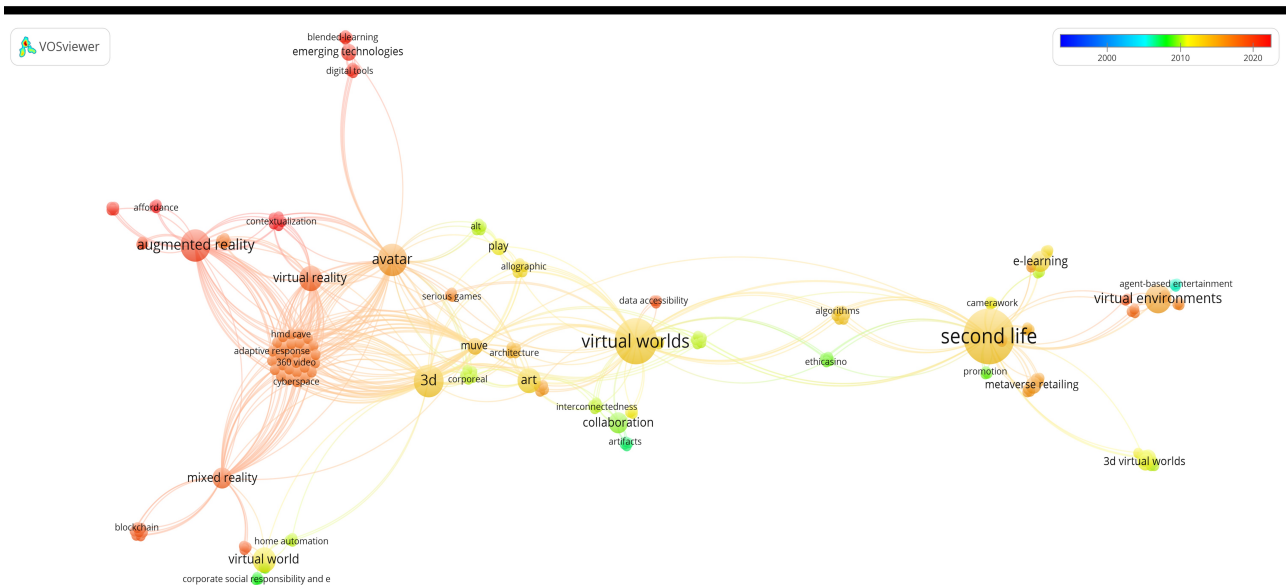 VOSviewer
2000 2010 2020
blended-learning
emerging technologies
digital tools
affordance
contextualization
augmented reality
virtual reality
avatar
alt
play
allographic
serious games
hmd cave
adaptive response
360 video
cyberspace
muve
architecture
3d
corporeal
art
data accessibility
virtual worlds
interconnectedness
collaboration
artifacts
algorithms
ethicasino
e-learning
agent-based entertainment
virtual environments
camerawork
second life
promotion
metaverse retailing
3d virtual worlds
mixed reality
blockchain
home automation
virtual world
corporate social responsibility and e